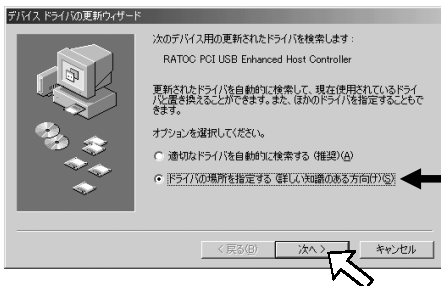 デバイス ドライバの更新ウィザード
次のデバイス用の更新されたドライバを検索します :
RATOC PCI USB Enhanced Host Controller
更新されたドライバを自動的に検索して、現在使用されているドライ
バと置き換えることができます。また、ほかのドライバを指定することもで
きます。
オプションを選択してください。
適切なドライバを自動的に検索する (推奨)(A)
ドライバの場所を指定する (詳しい知識のある方向け)(S)
< 戻る(B)
次へ >
キャンセル